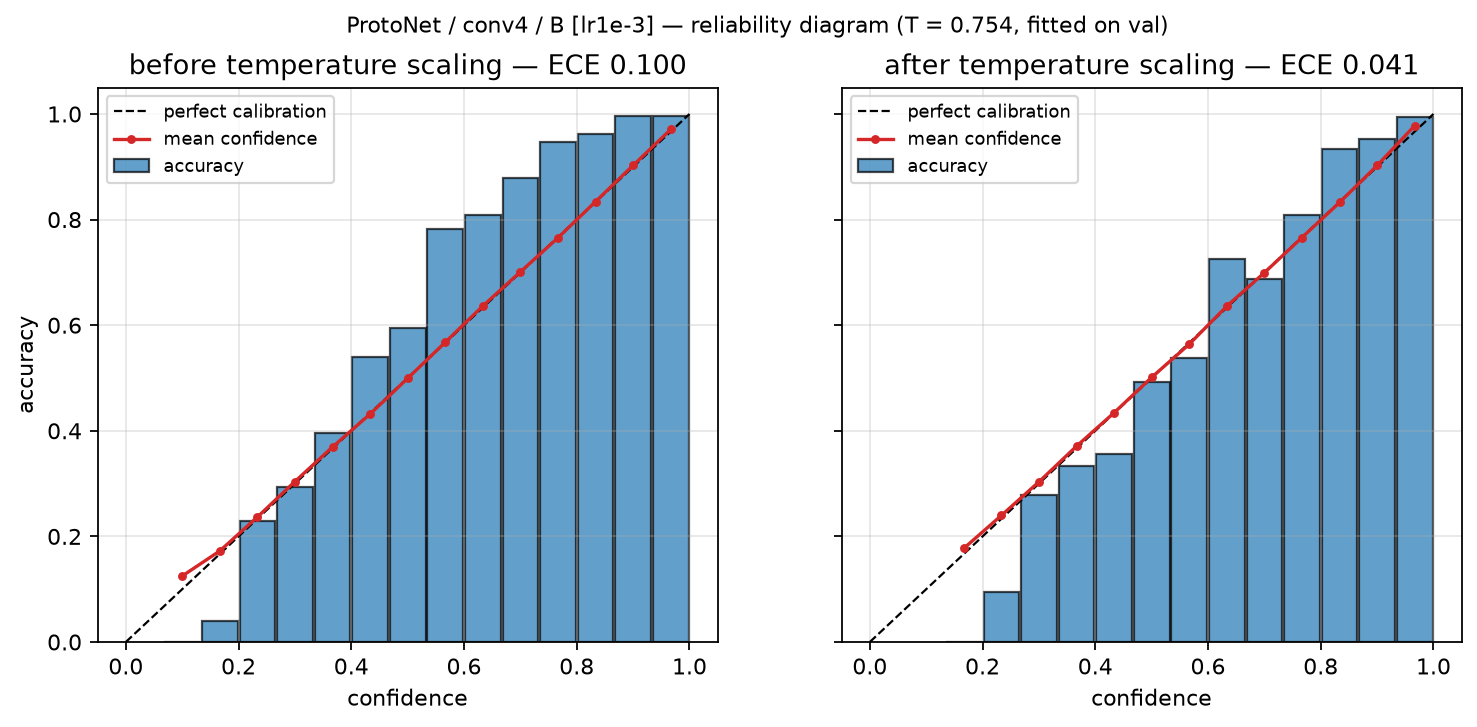 ProtoNet / conv4 / B [lr1e-3] — reliability diagram (T = 0.754, fitted on val)
before temperature scaling — ECE 0.100
perfect calibration
mean confidence
accuracy
1.0
0.8
0.6
0.4
0.2
0.0
accuracy
0.0 0.2 0.4 0.6 0.8 1.0
confidence
after temperature scaling — ECE 0.041
perfect calibration
mean confidence
accuracy
0.0 0.2 0.4 0.6 0.8 1.0
confidence